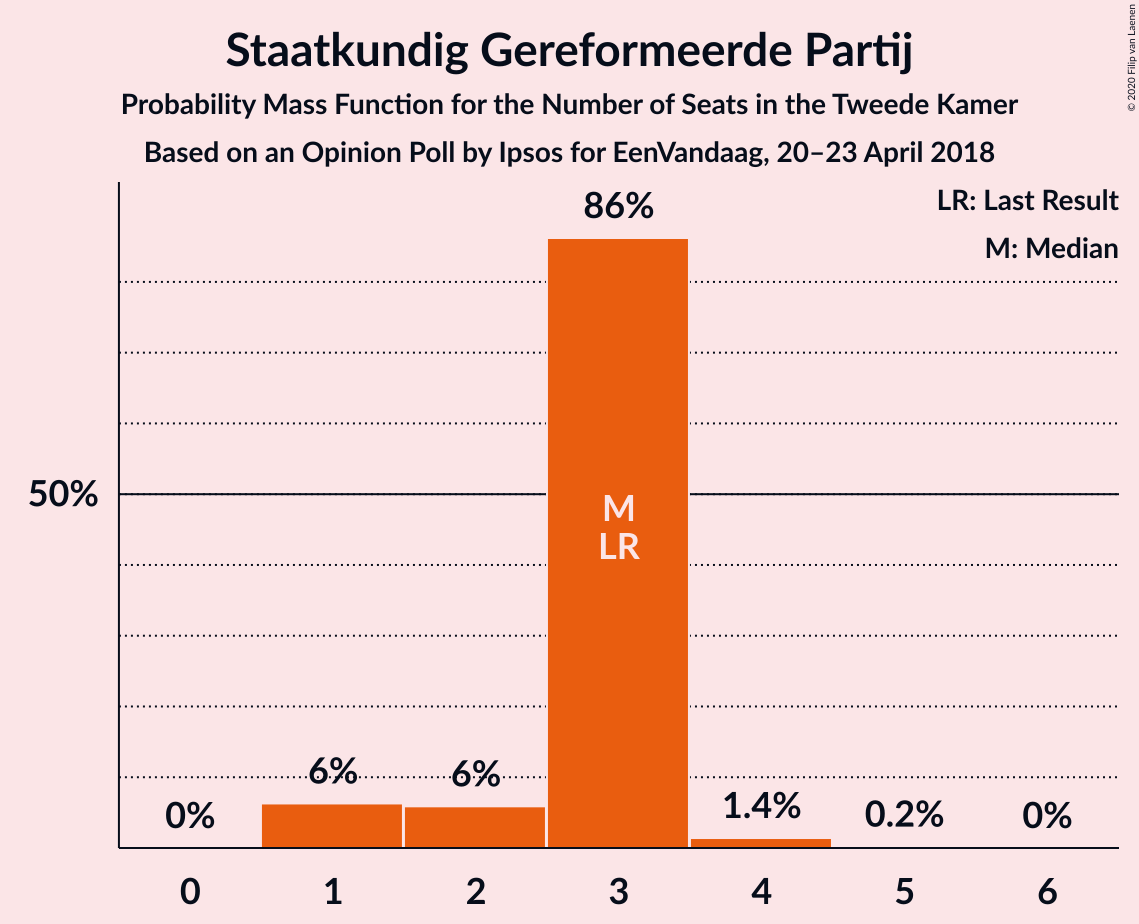 Staatkundig Gereformeerde Partij
Probability Mass Function for the Number of Seats in the Tweede Kamer
Based on an Opinion Poll by Ipsos for EenVandaag, 20–23 April 2018
© 2020 Filip van Laenen
LR: Last Result
M: Median
86%
50%
M
LR
6%
6%
0%
1.4%
0.2%
0%
0 1 2 3 4 5 6